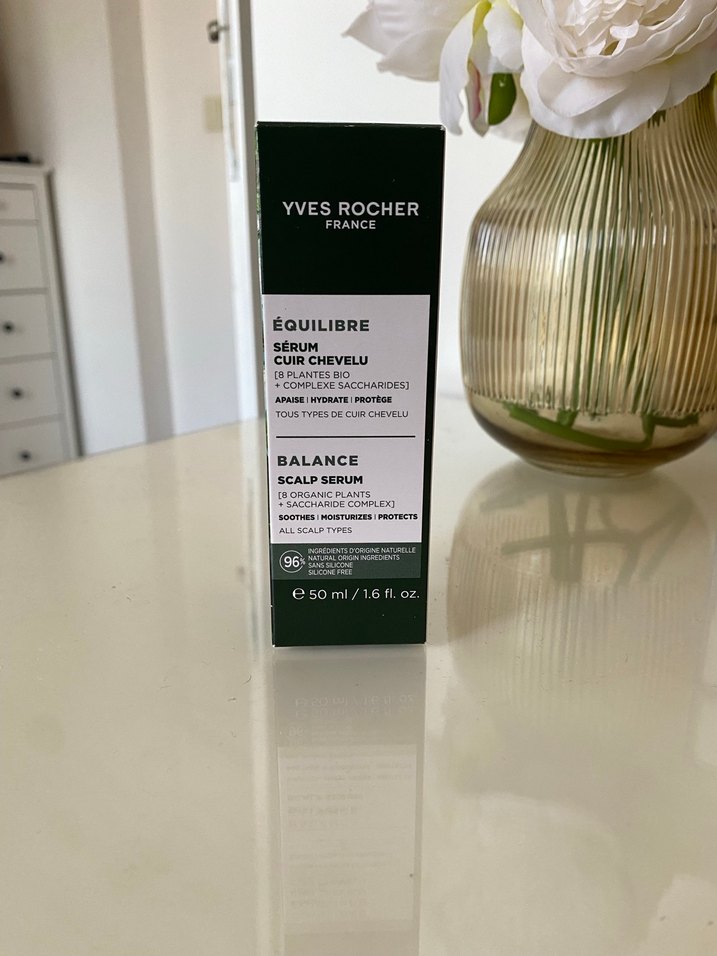 YVES ROCHER
FRANCE
ÉQUILIBRE
SÉRUM
CUIR CHEVELU
[8 PLANTES BIO
+ COMPLEXE SACCHARIDES]
APAISE | HYDRATE | PROTÈGE
TOUS TYPES DE CUIR CHEVELU
BALANCE
SCALP SERUM
[8 ORGANIC PLANTS
+ SACCHARIDE COMPLEX]
SOOTHES | MOISTURIZES | PROTECTS
ALL SCALP TYPES
96%
INGRÉDIENTS D'ORIGINE NATURELLE
NATURAL ORIGIN INGREDIENTS
SANS SILICONE
SILICONE FREE
℮ 50 ml / 1.6 fl. oz.